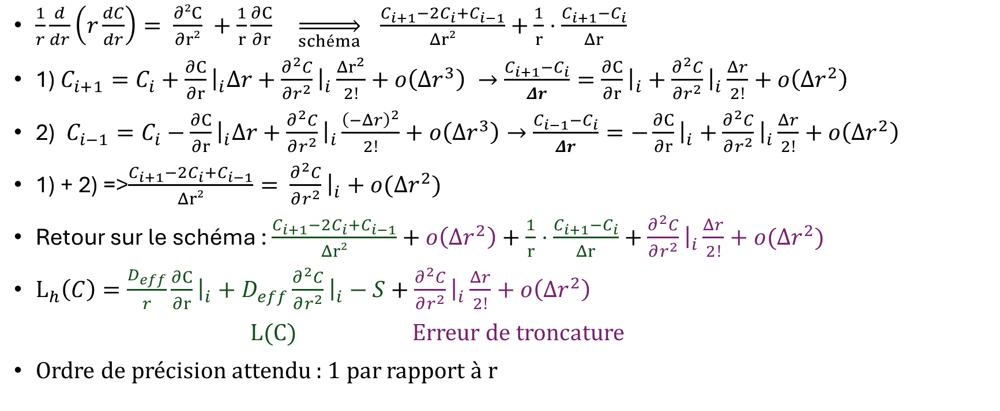 • $\frac{1}{r}\frac{d}{dr}\left(r\frac{dC}{dr}\right) = \frac{\partial^2 C}{\partial r^2} + \frac{1}{r}\frac{\partial C}{\partial r} \underset{\text{schéma}}{\Longrightarrow} \frac{C_{i+1}-2C_i+C_{i-1}}{\Delta r^2} + \frac{1}{r} \cdot \frac{C_{i+1}-C_i}{\Delta r}$
• 1) $C_{i+1} = C_i + \frac{\partial C}{\partial r}|_i \Delta r + \frac{\partial^2 C}{\partial r^2}|_i \frac{\Delta r^2}{2!} + o(\Delta r^3) \rightarrow \frac{C_{i+1}-C_i}{\Delta r} = \frac{\partial C}{\partial r}|_i + \frac{\partial^2 C}{\partial r^2}|_i \frac{\Delta r}{2!} + o(\Delta r^2)$
• 2) $C_{i-1} = C_i - \frac{\partial C}{\partial r}|_i \Delta r + \frac{\partial^2 C}{\partial r^2}|_i \frac{(-\Delta r)^2}{2!} + o(\Delta r^3) \rightarrow \frac{C_{i-1}-C_i}{\Delta r} = -\frac{\partial C}{\partial r}|_i + \frac{\partial^2 C}{\partial r^2}|_i \frac{\Delta r}{2!} + o(\Delta r^2)$
• 1) + 2) => $\frac{C_{i+1}-2C_i+C_{i-1}}{\Delta r^2} = \frac{\partial^2 C}{\partial r^2}|_i + o(\Delta r^2)$
• Retour sur le schéma : $\frac{C_{i+1}-2C_i+C_{i-1}}{\Delta r^2} + o(\Delta r^2) + \frac{1}{r} \cdot \frac{C_{i+1}-C_i}{\Delta r} + \frac{\partial^2 C}{\partial r^2}|_i \frac{\Delta r}{2!} + o(\Delta r^2)$
• $L_h(C) = \frac{D_{eff}}{r}\frac{\partial C}{\partial r}|_i + D_{eff}\frac{\partial^2 C}{\partial r^2}|_i - S + \frac{\partial^2 C}{\partial r^2}|_i \frac{\Delta r}{2!} + o(\Delta r^2)$
L(C) Erreur de troncature
• Ordre de précision attendu : 1 par rapport à r